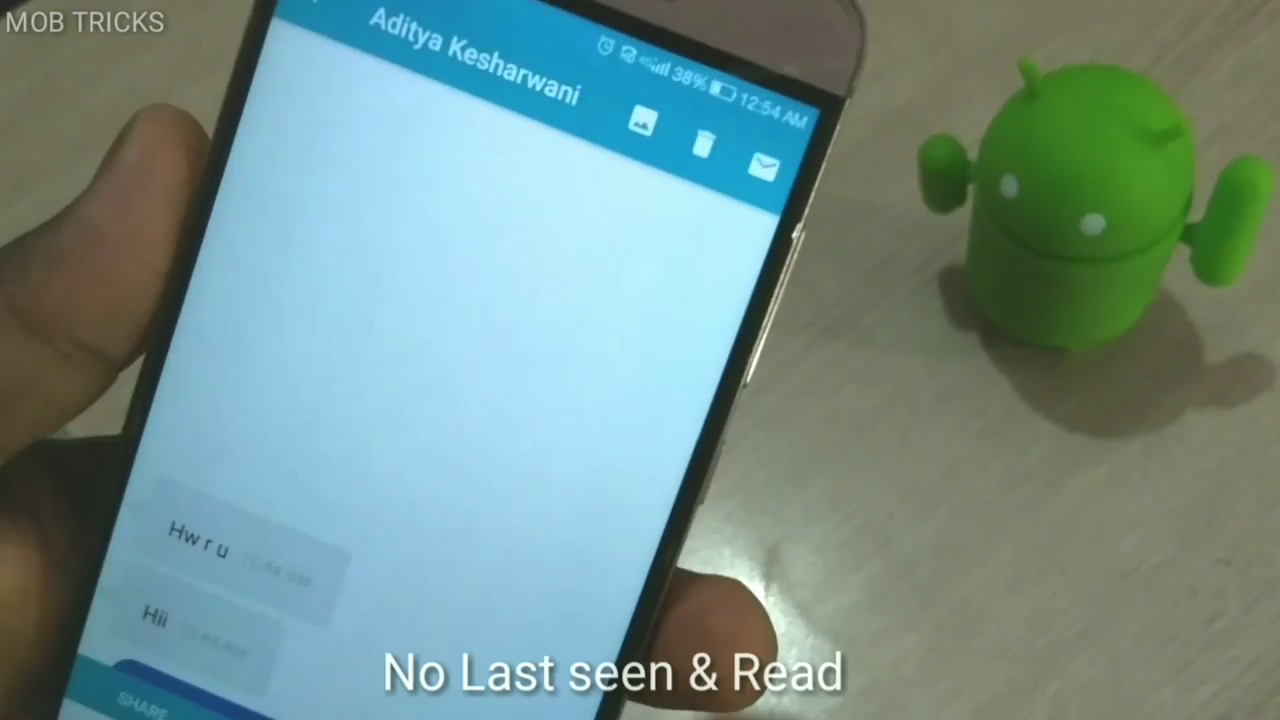 MOB TRICKS
Aditya Kesharwani
38% 12:54 AM
Hw r u
Hii
SHARE
No Last seen & Read